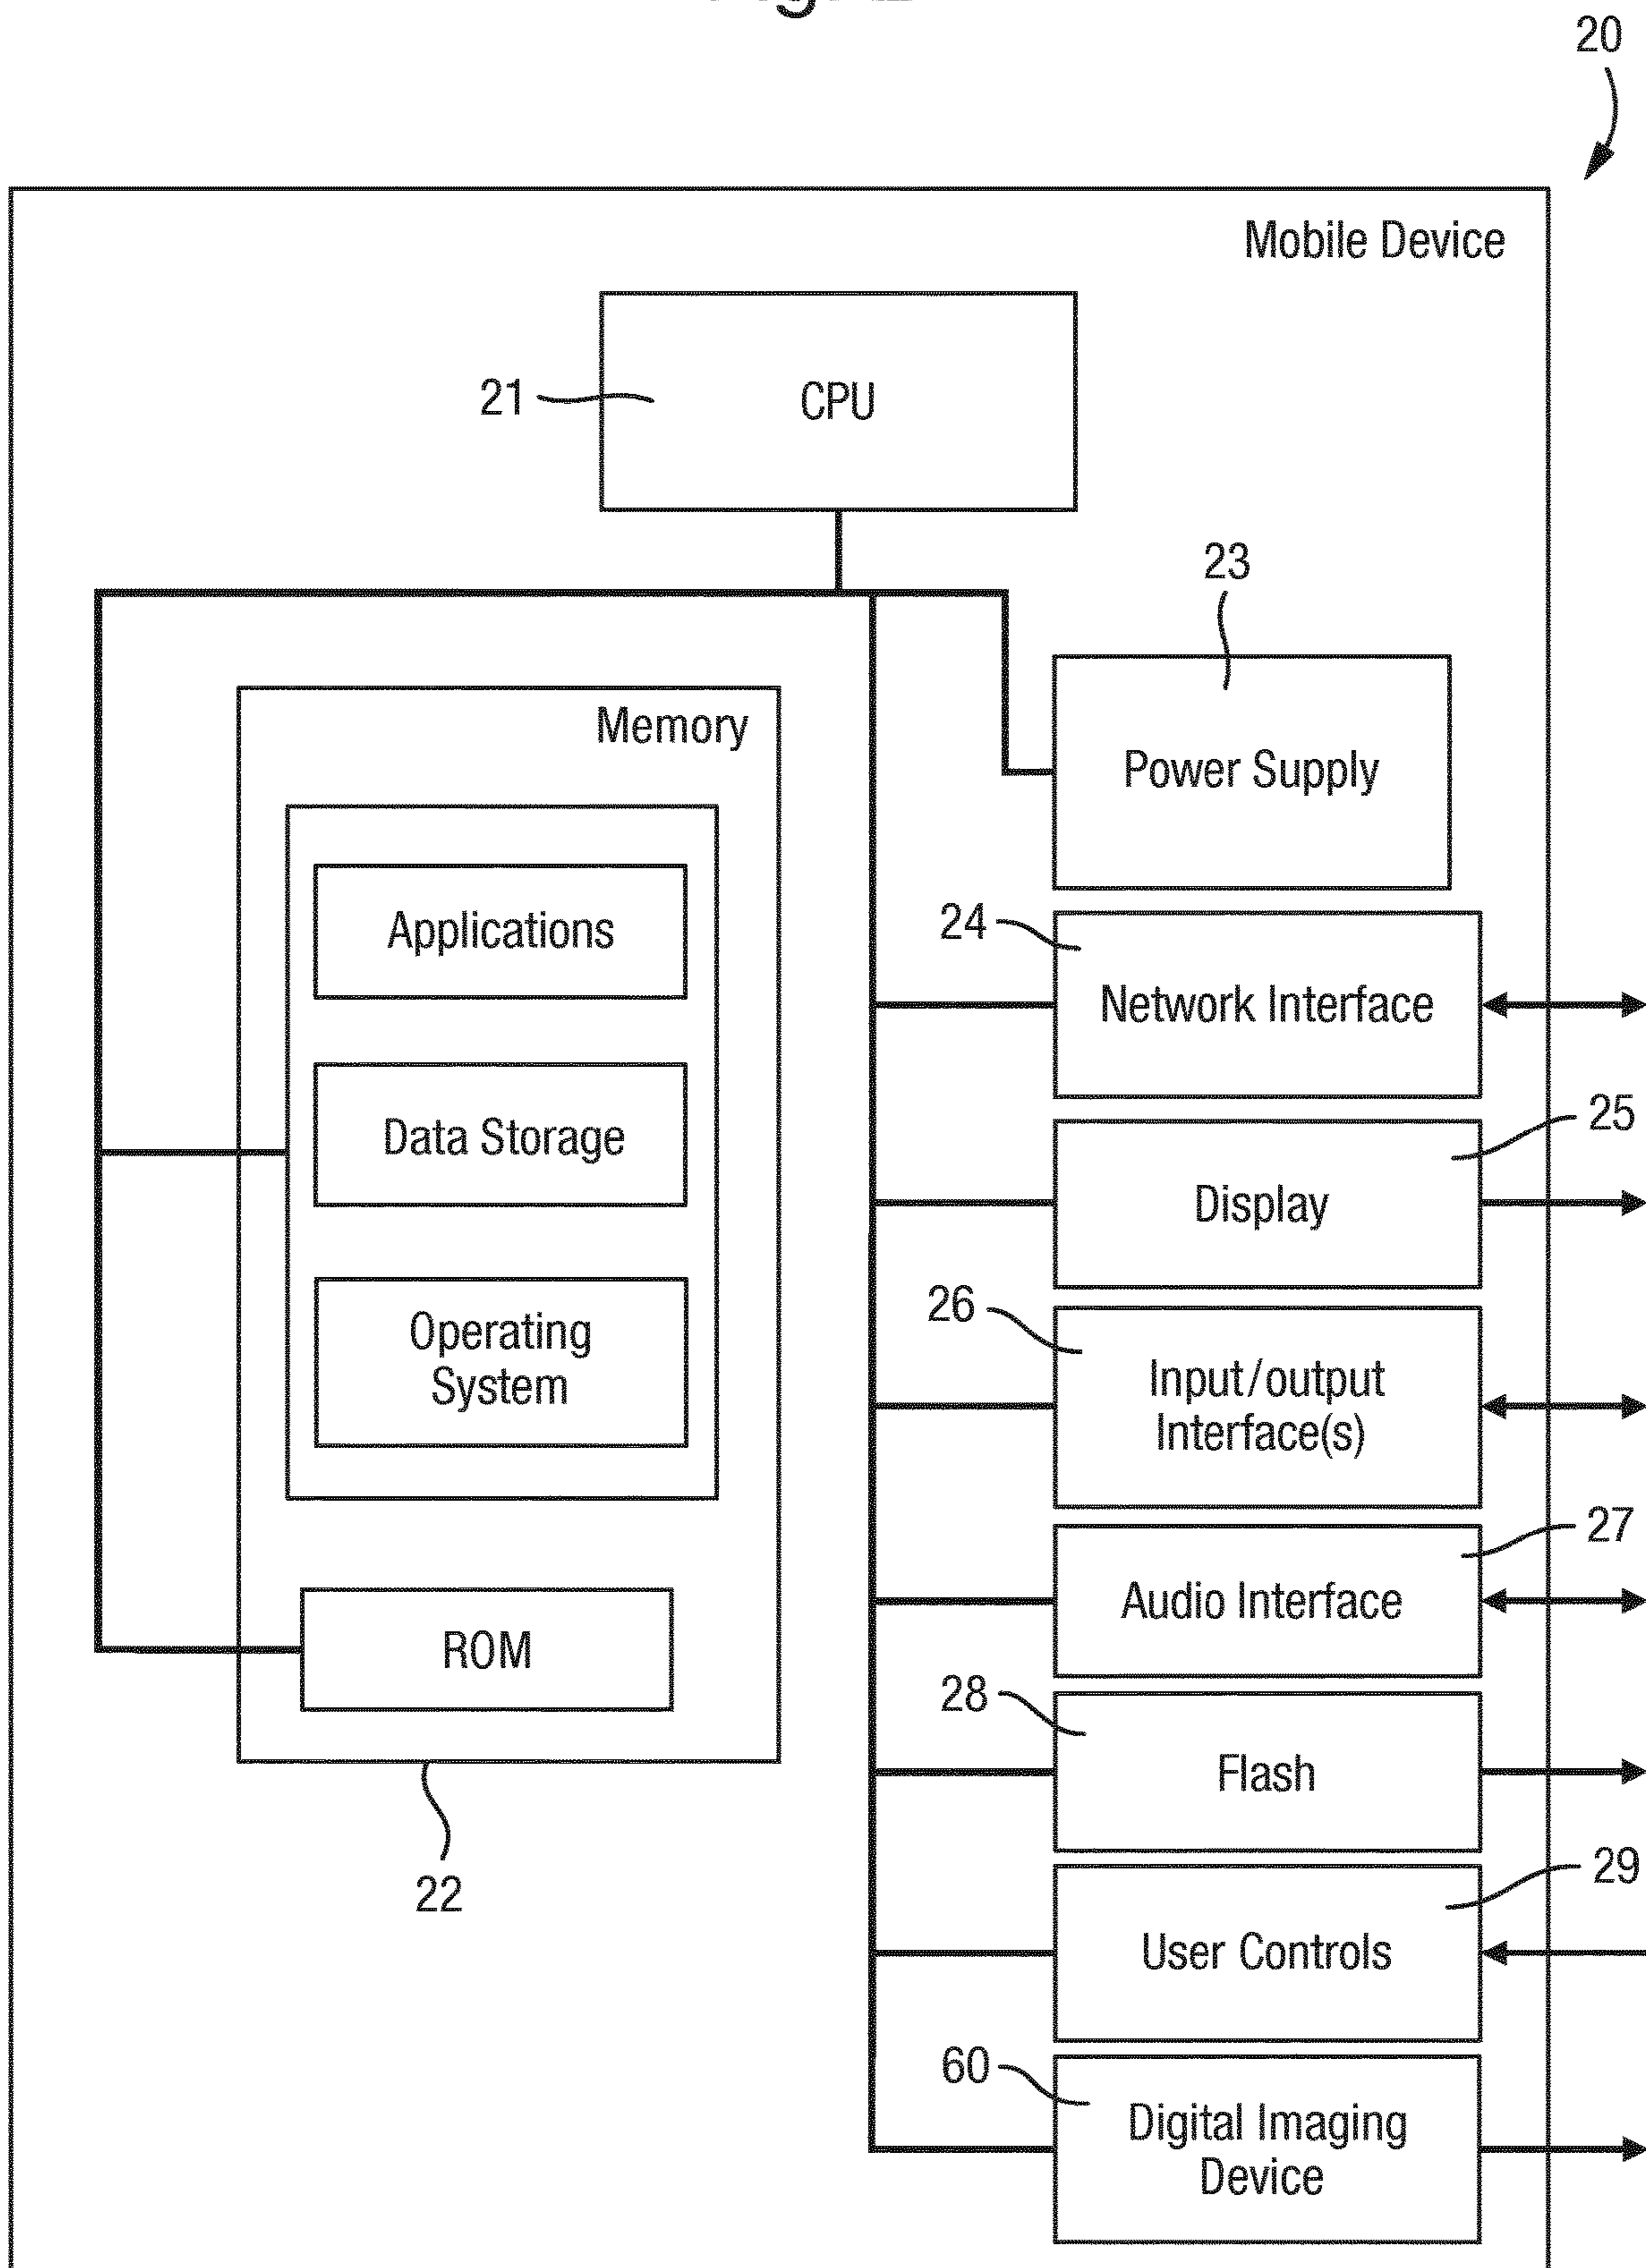 20
Mobile Device
21
CPU
23
Power Supply
Memory
Applications
Data Storage
Operating
System
ROM
22
24
Network Interface
25
Display
26
Input/output
Interface(s)
27
Audio Interface
28
Flash
29
User Controls
60
Digital Imaging
Device